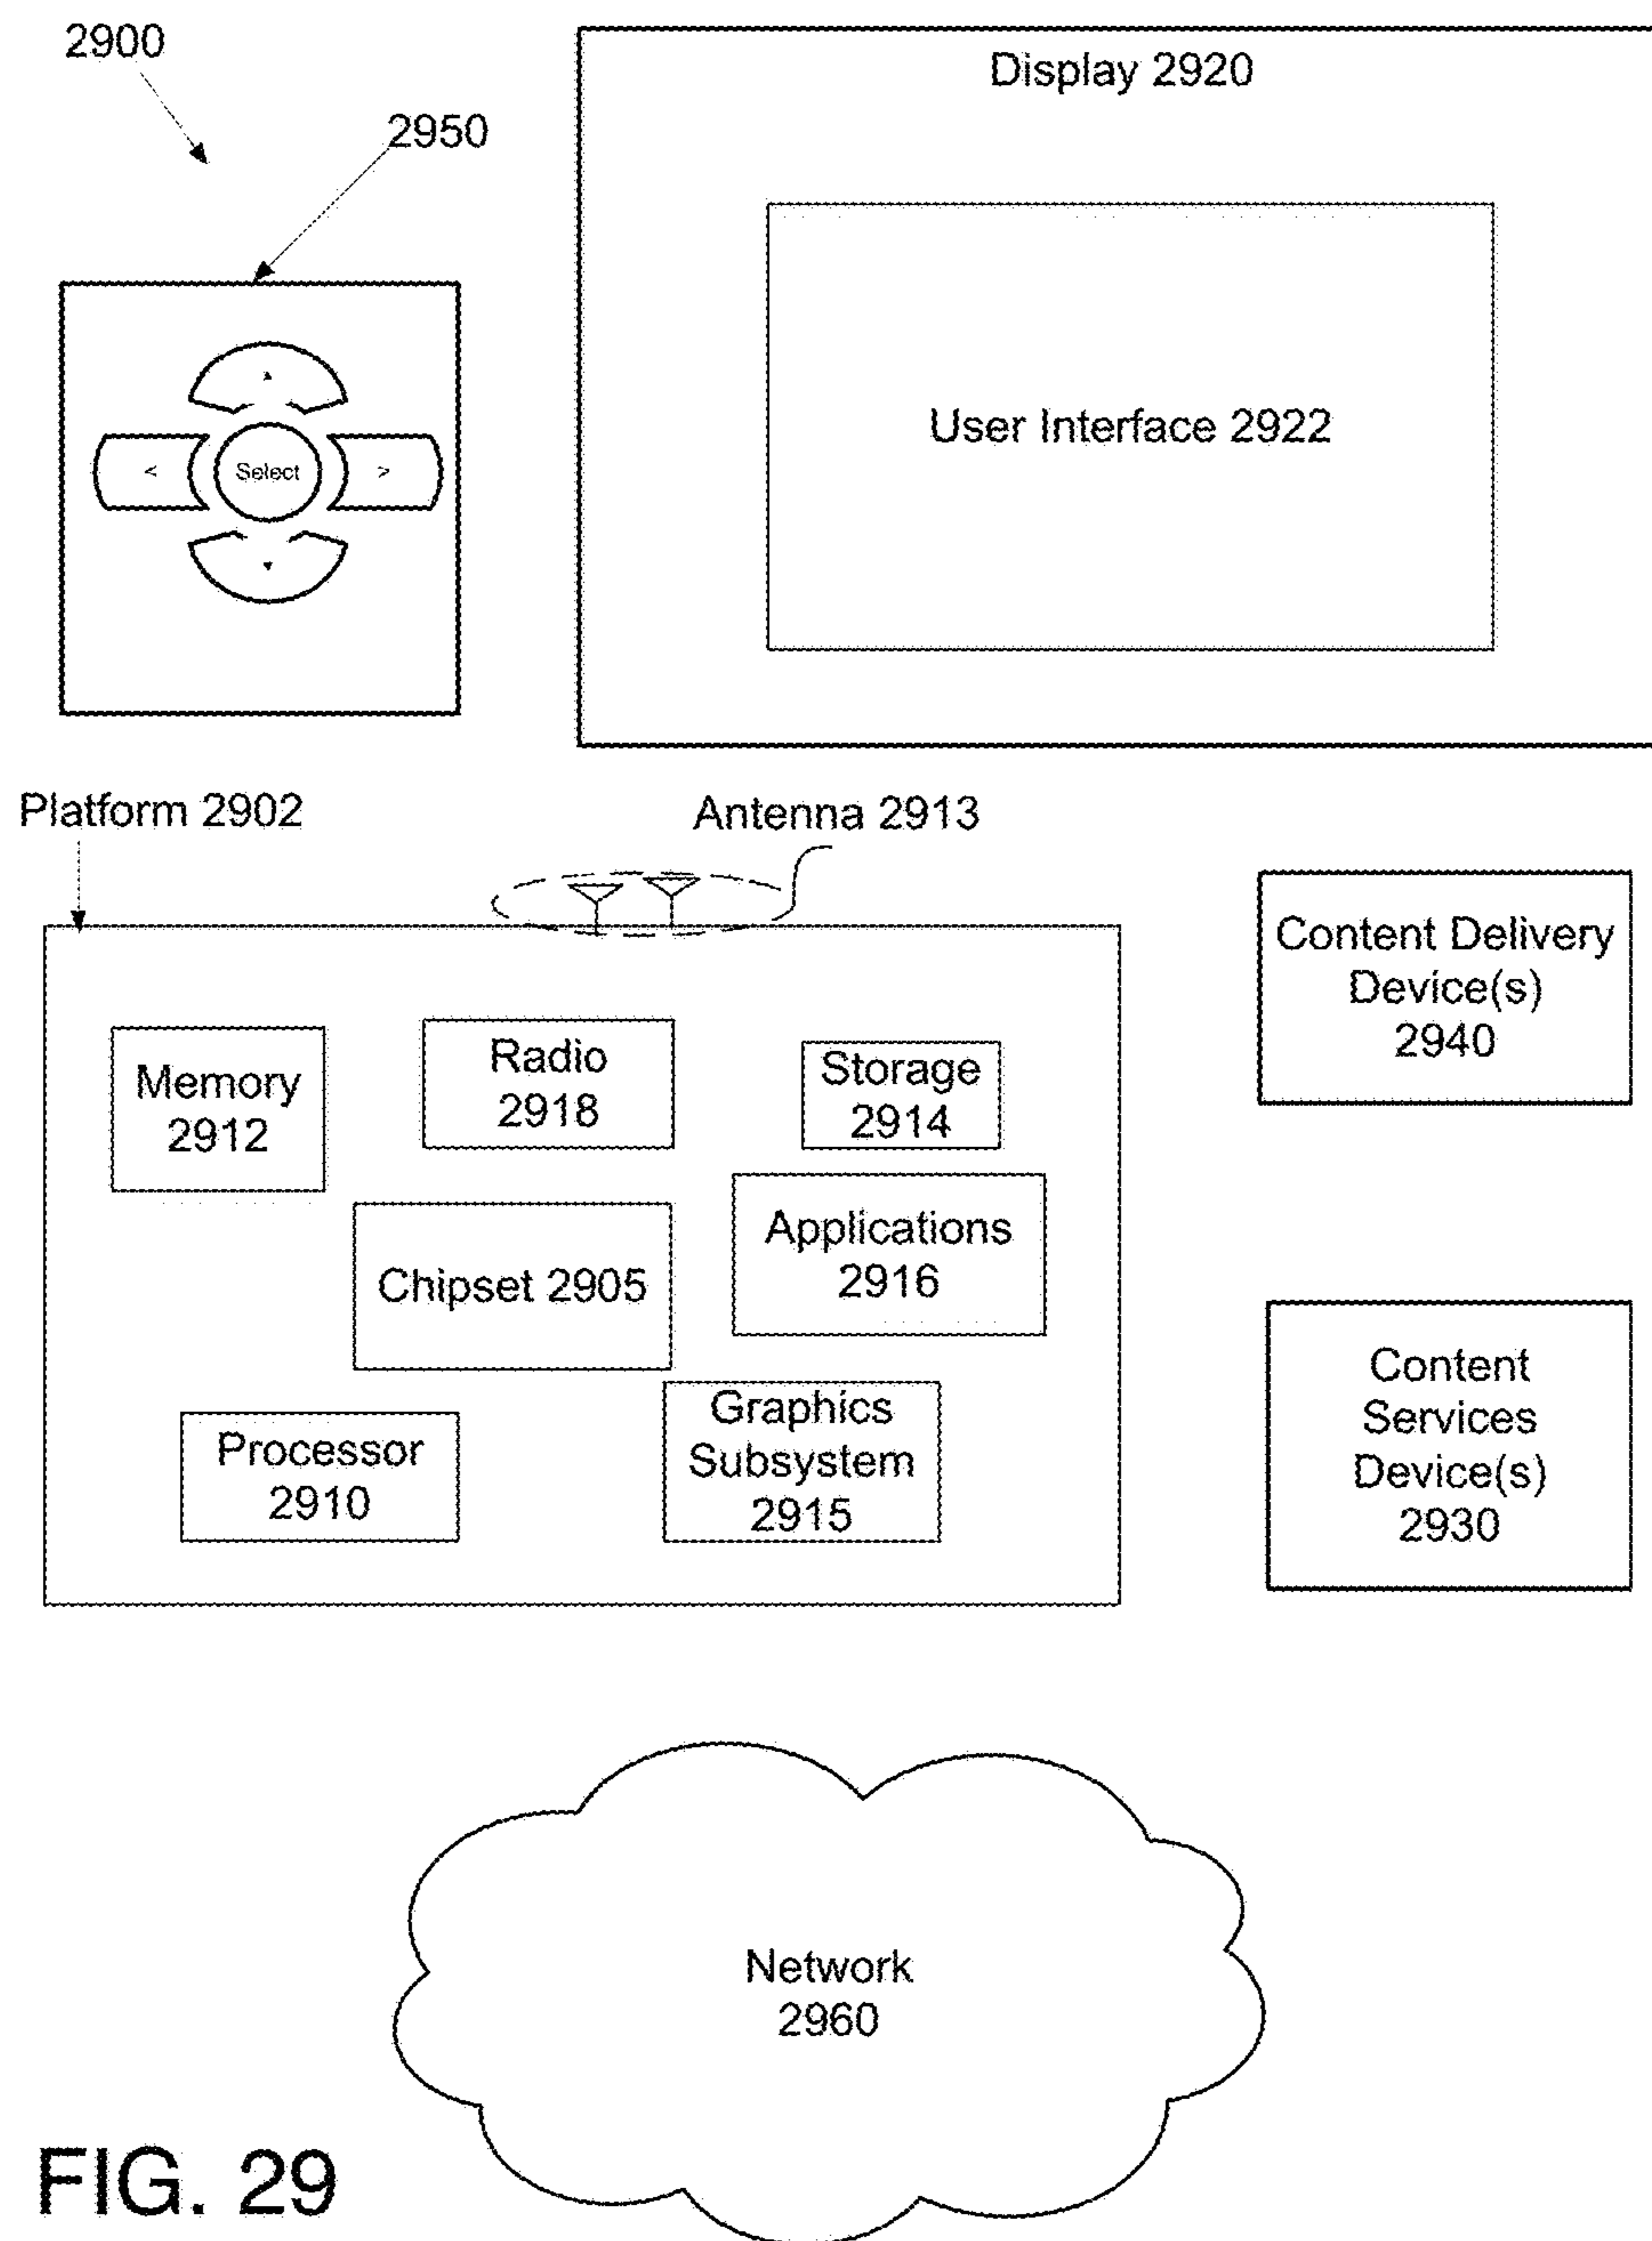 2900
2950
Display 2920
User Interface 2922
<
Select
>
Platform 2902
Antenna 2913
Memory
2912
Radio
2918
Storage
2914
Chipset 2905
Applications
2916
Processor
2910
Graphics
Subsystem
2915
Content Delivery
Device(s)
2940
Content
Services
Device(s)
2930
Network
2960
FIG. 29